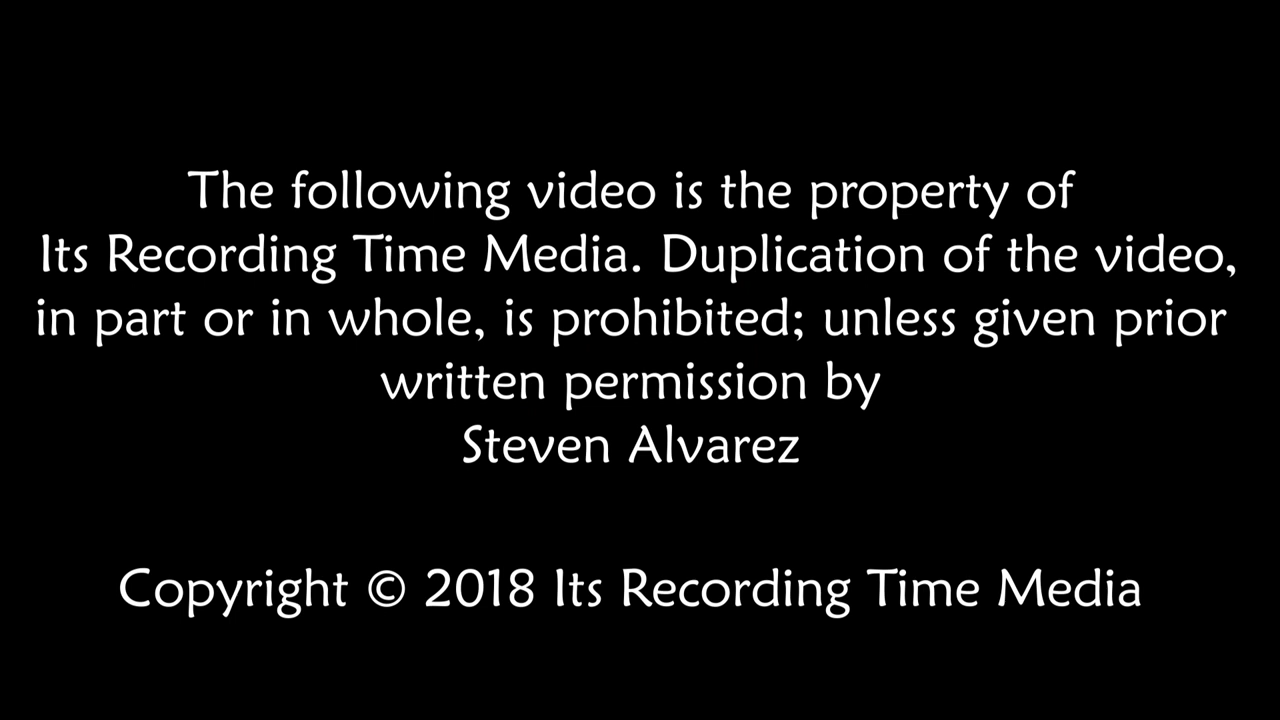 The following video is the property of
Its Recording Time Media. Duplication of the video,
in part or in whole, is prohibited; unless given prior
written permission by
Steven Alvarez
Copyright © 2018 Its Recording Time Media